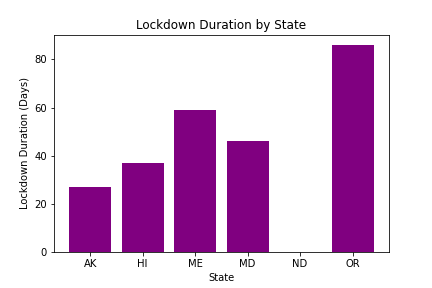 Lockdown Duration by State
Lockdown Duration (Days)
80
60
40
20
0
AK HI ME MD ND OR
State